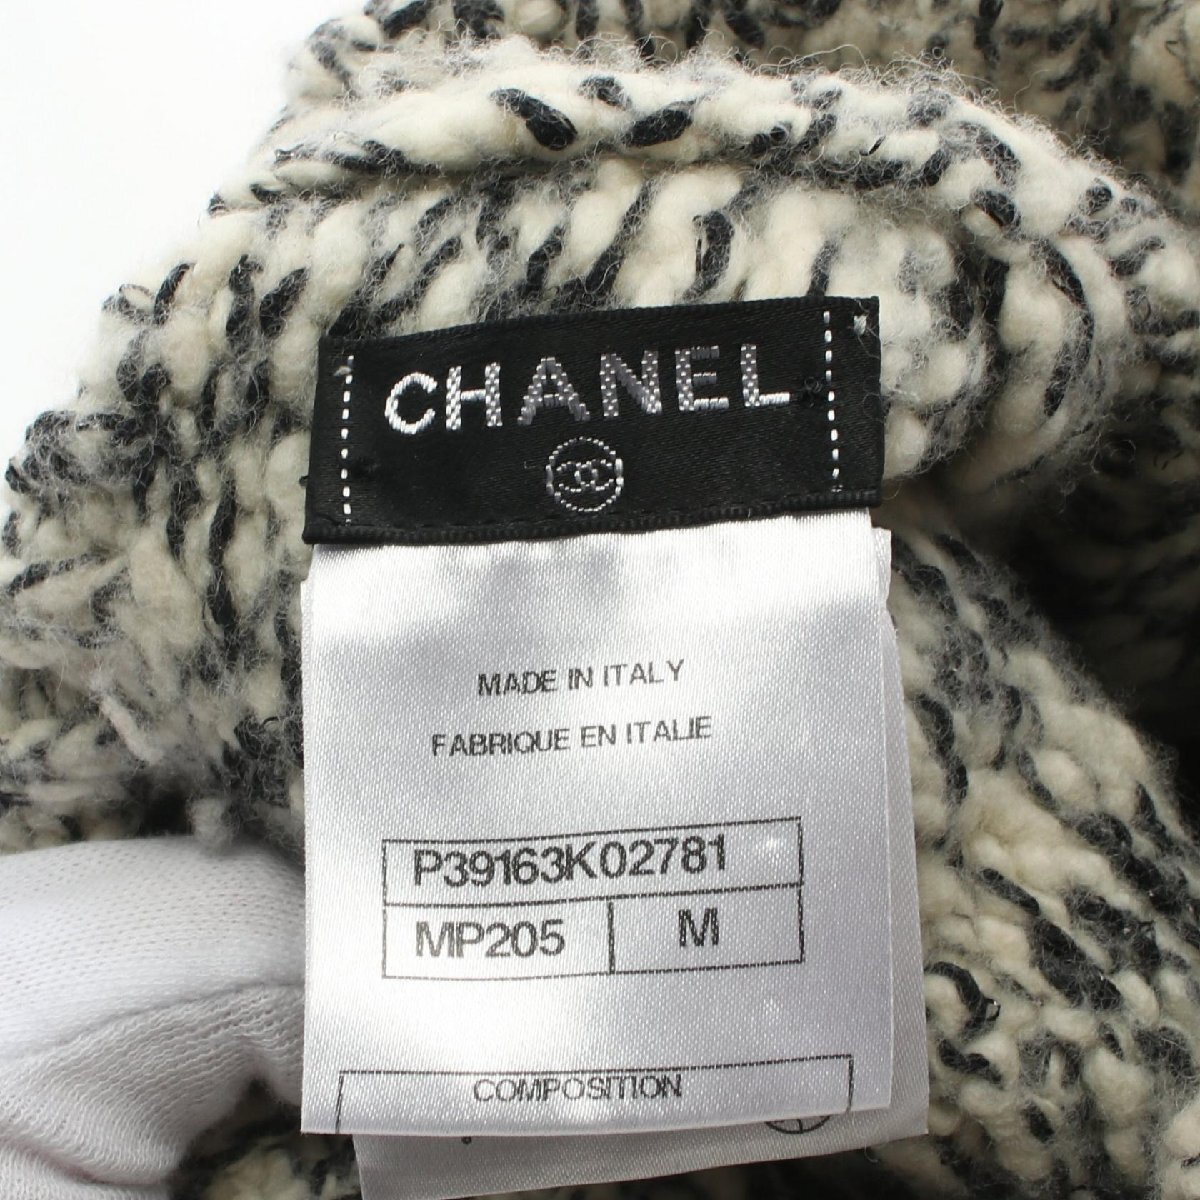 CHANEL
MADE IN ITALY
FABRIQUE EN ITALIE
P39163K02781
MP205 M
COMPOSITION